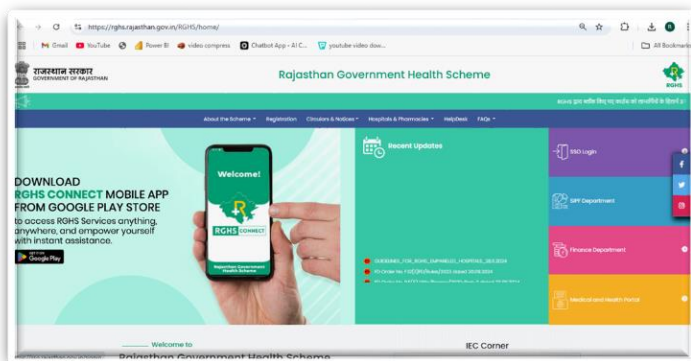 https://rghs.rajasthan.gov.in/RGHS/home/
Gmail
YouTube
Power BI
video compress
Chatbot App - AI C...
youtube video dow...
All Bookmarks
राजस्थान सरकार
GOVERNMENT OF RAJASTHAN
Rajasthan Government Health Scheme
RGHS
About the Scheme
Registration
Circulars & Notices
Hospitals & Pharmacies
HelpDesk
FAQs
DOWNLOAD
RGHS CONNECT MOBILE APP
FROM GOOGLE PLAY STORE
to access RGHS Services anything,
anywhere, and empower yourself
with instant assistance.
GET IT ON
Google Play
Welcome!
RGHS CONNECT
Rajasthan Government
Health Scheme
Recent Updates
SSO Login
GPF Department
Finance Department
Medical and Health Portal
Welcome to
Rajasthan Government Health Scheme
IEC Corner